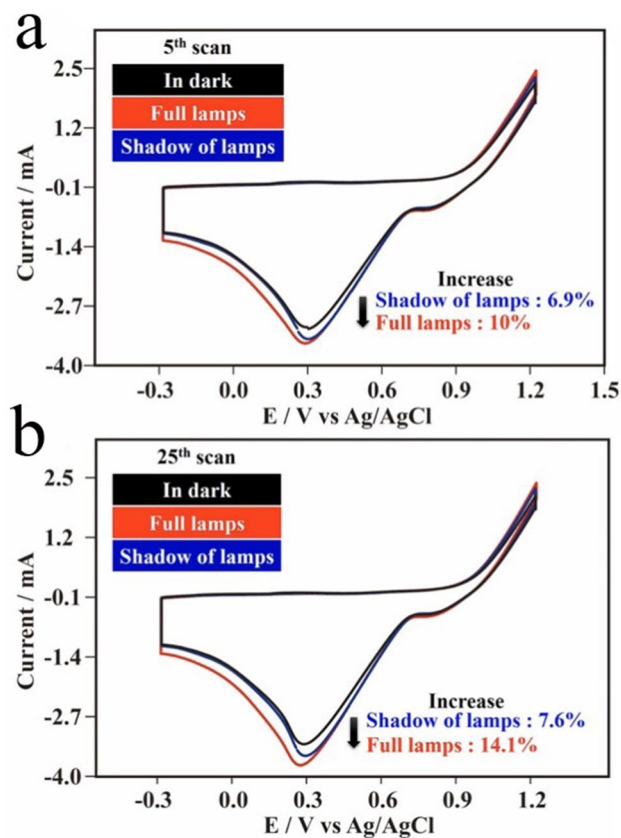 a
5th scan
In dark
Full lamps
Shadow of lamps
2.5
1.2
-0.1
-1.4
-2.7
-4.0
Current / mA
Increase
Shadow of lamps : 6.9%
Full lamps : 10%
-0.3 0.0 0.3 0.6 0.9 1.2 1.5
E / V vs Ag/AgCl
b
25th scan
In dark
Full lamps
Shadow of lamps
2.5
1.2
-0.1
-1.4
-2.7
-4.0
Current / mA
Increase
Shadow of lamps : 7.6%
Full lamps : 14.1%
-0.3 0.0 0.3 0.6 0.9 1.2
E / V vs Ag/AgCl